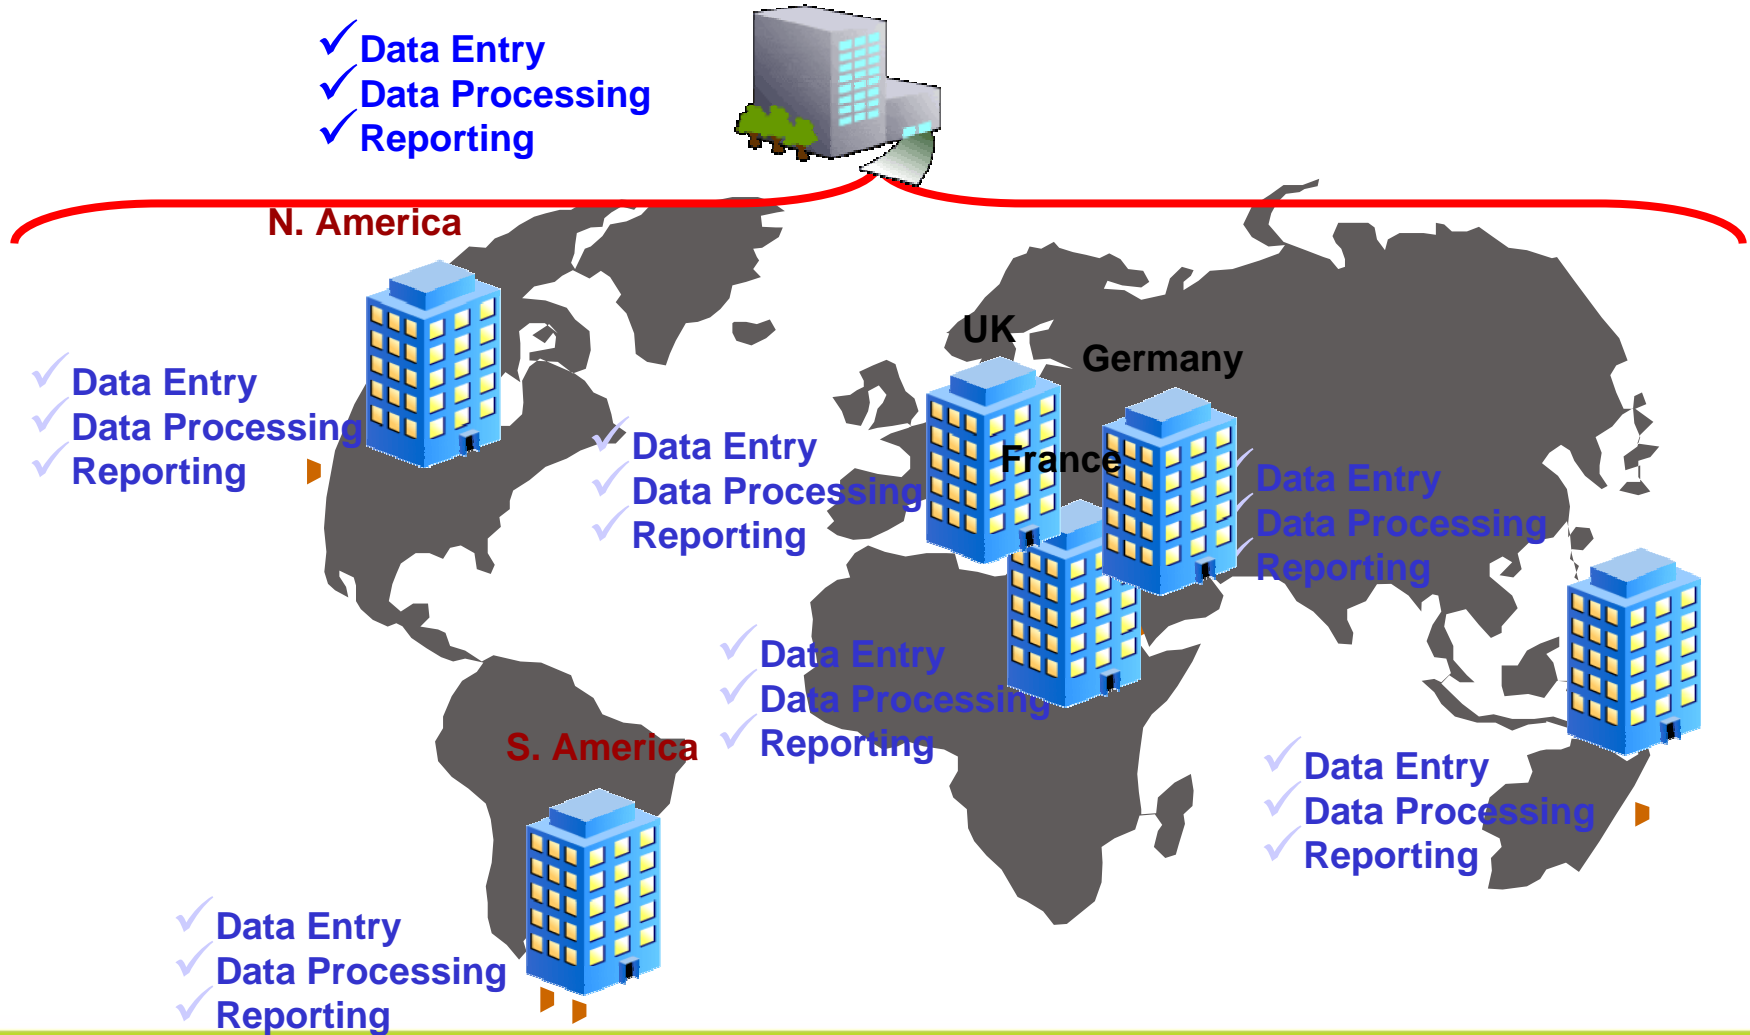 Data Entry
Data Processing
Reporting
N. America
Data Entry
Data Processing
Reporting
UK
Germany
France
Data Entry
Data Processing
Reporting
Data Entry
Data Processing
Reporting
Data Entry
Data Processing
Reporting
S. America
Data Entry
Data Processing
Reporting
Data Entry
Data Processing
Reporting